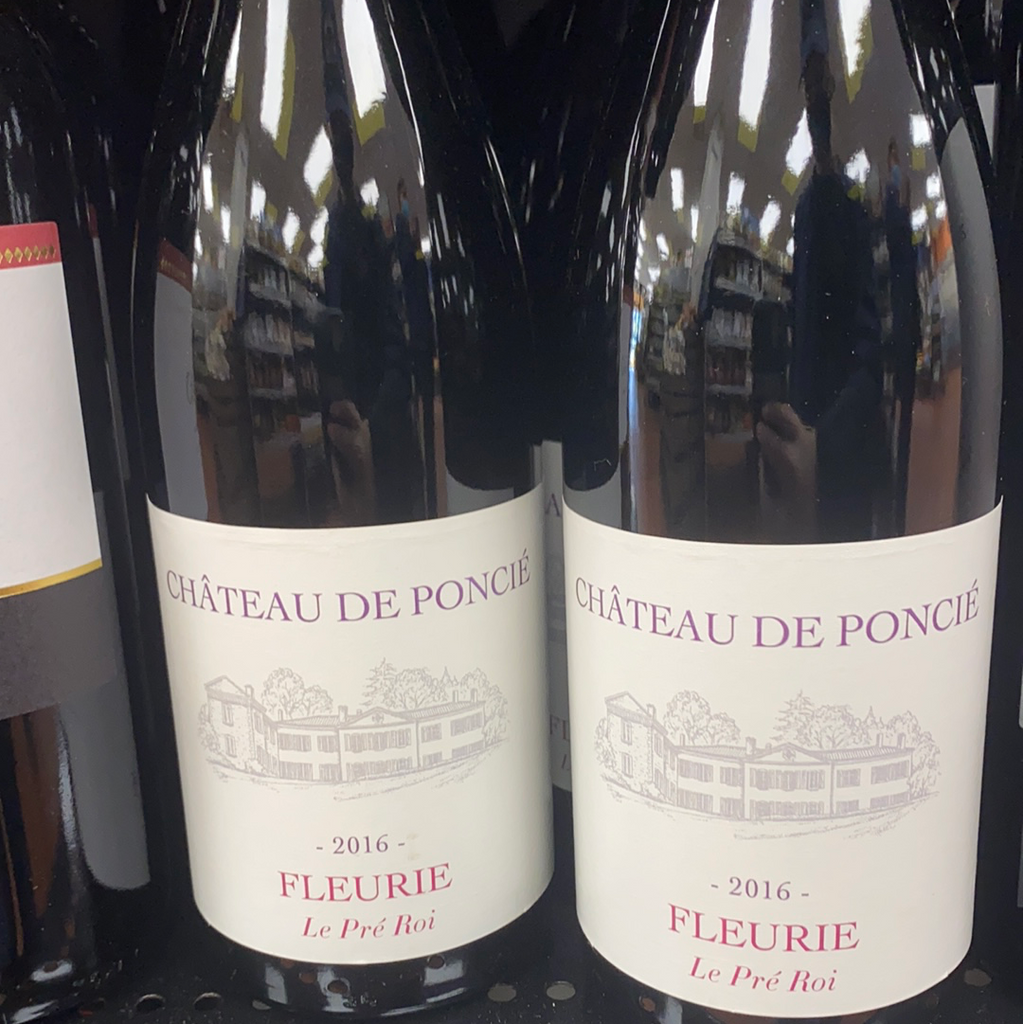 CHÂTEAU DE PONCIÉ
- 2016 -
FLEURIE
Le Pré Roi
CHÂTEAU DE PONCIÉ
- 2016 -
FLEURIE
Le Pré Roi